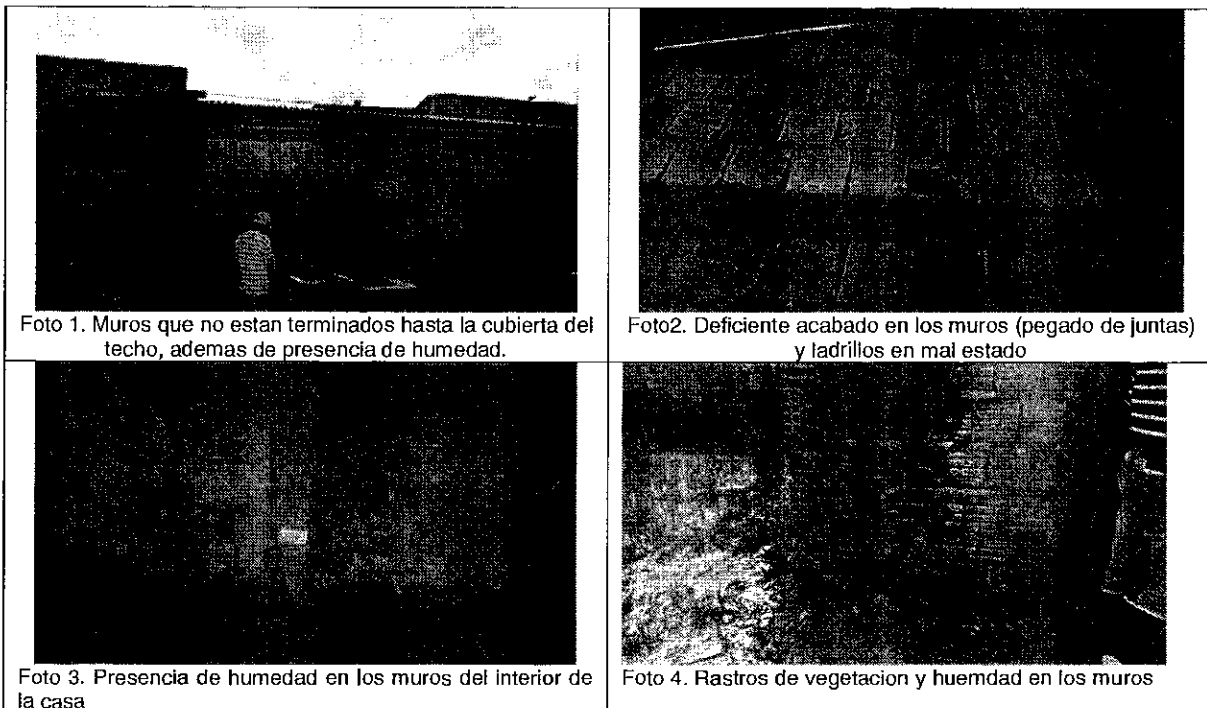 Foto 1. Muros que no estan terminados hasta la cubierta del
techo, ademas de presencia de humedad.
Foto2. Deficiente acabado en los muros (pegado de juntas)
y ladrillos en mal estado
Foto 3. Presencia de humedad en los muros del interior de
la casa
Foto 4. Rastros de vegetacion y huemdad en los muros